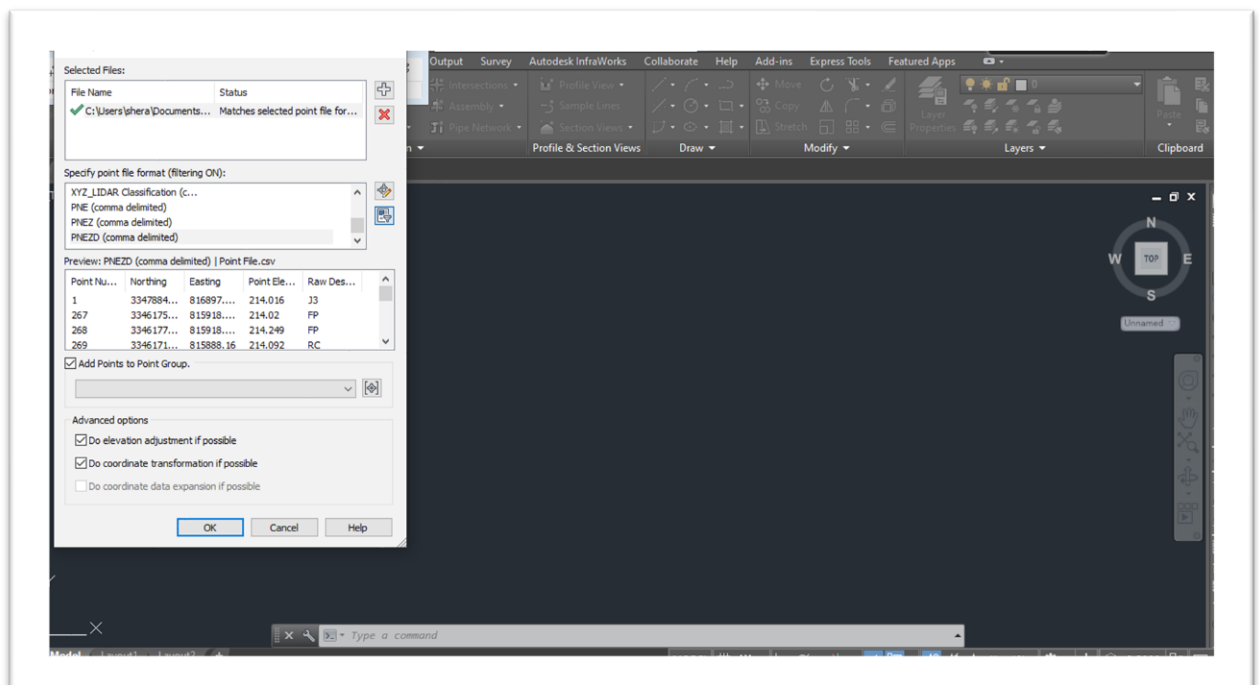 Output Survey Autodesk InfraWorks Collaborate Help Add-ins Express Tools Featured Apps
Selected Files:
File Name Status
C:\Users\shera\Documents... Matches selected point file for...
Intersections Profile View Move 0
Assembly Sample Lines Copy Layer Paste
Pipe Network Section Views Stretch Properties
Profile & Section Views Draw Modify Layers Clipboard
Specify point file format (filtering ON):
XYZ_LIDAR Classification (c...
PNE (comma delimited)
PNEZ (comma delimited)
PNEZD (comma delimited)
Preview: PNEZD (comma delimited) | Point File.csv
Point Nu... Northing Easting Point Ele... Raw Des...
1 3347884... 816897.... 214.016 J3
267 3346175... 815918.... 214.02 FP
268 3346177... 815918.... 214.249 FP
269 3346171... 815888.16 214.092 RC
Add Points to Point Group.
Advanced options
Do elevation adjustment if possible
Do coordinate transformation if possible
Do coordinate data expansion if possible
OK Cancel Help
N
W TOP E
S
Unnamed
Type a command
Model Layout1 Layout2